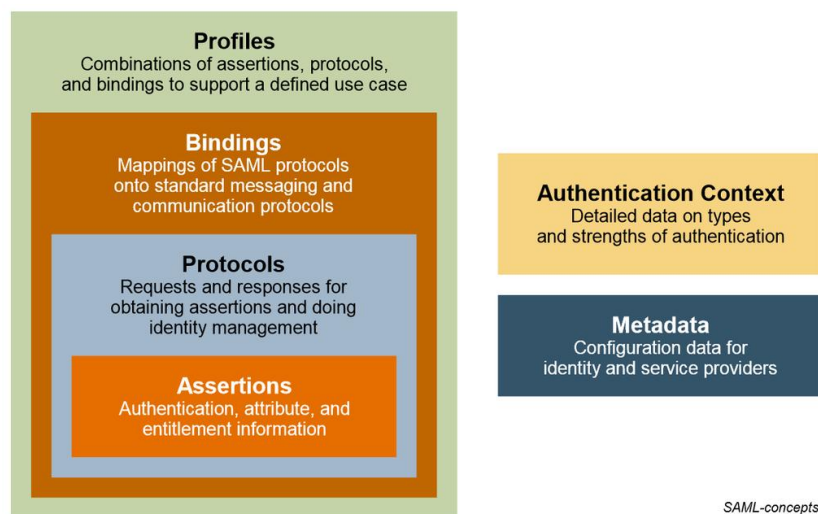 Profiles
Combinations of assertions, protocols,
and bindings to support a defined use case
Bindings
Mappings of SAML protocols
onto standard messaging and
communication protocols
Protocols
Requests and responses for
obtaining assertions and doing
identity management
Assertions
Authentication, attribute, and
entitlement information
Authentication Context
Detailed data on types
and strengths of authentication
Metadata
Configuration data for
identity and service providers
SAML-concepts